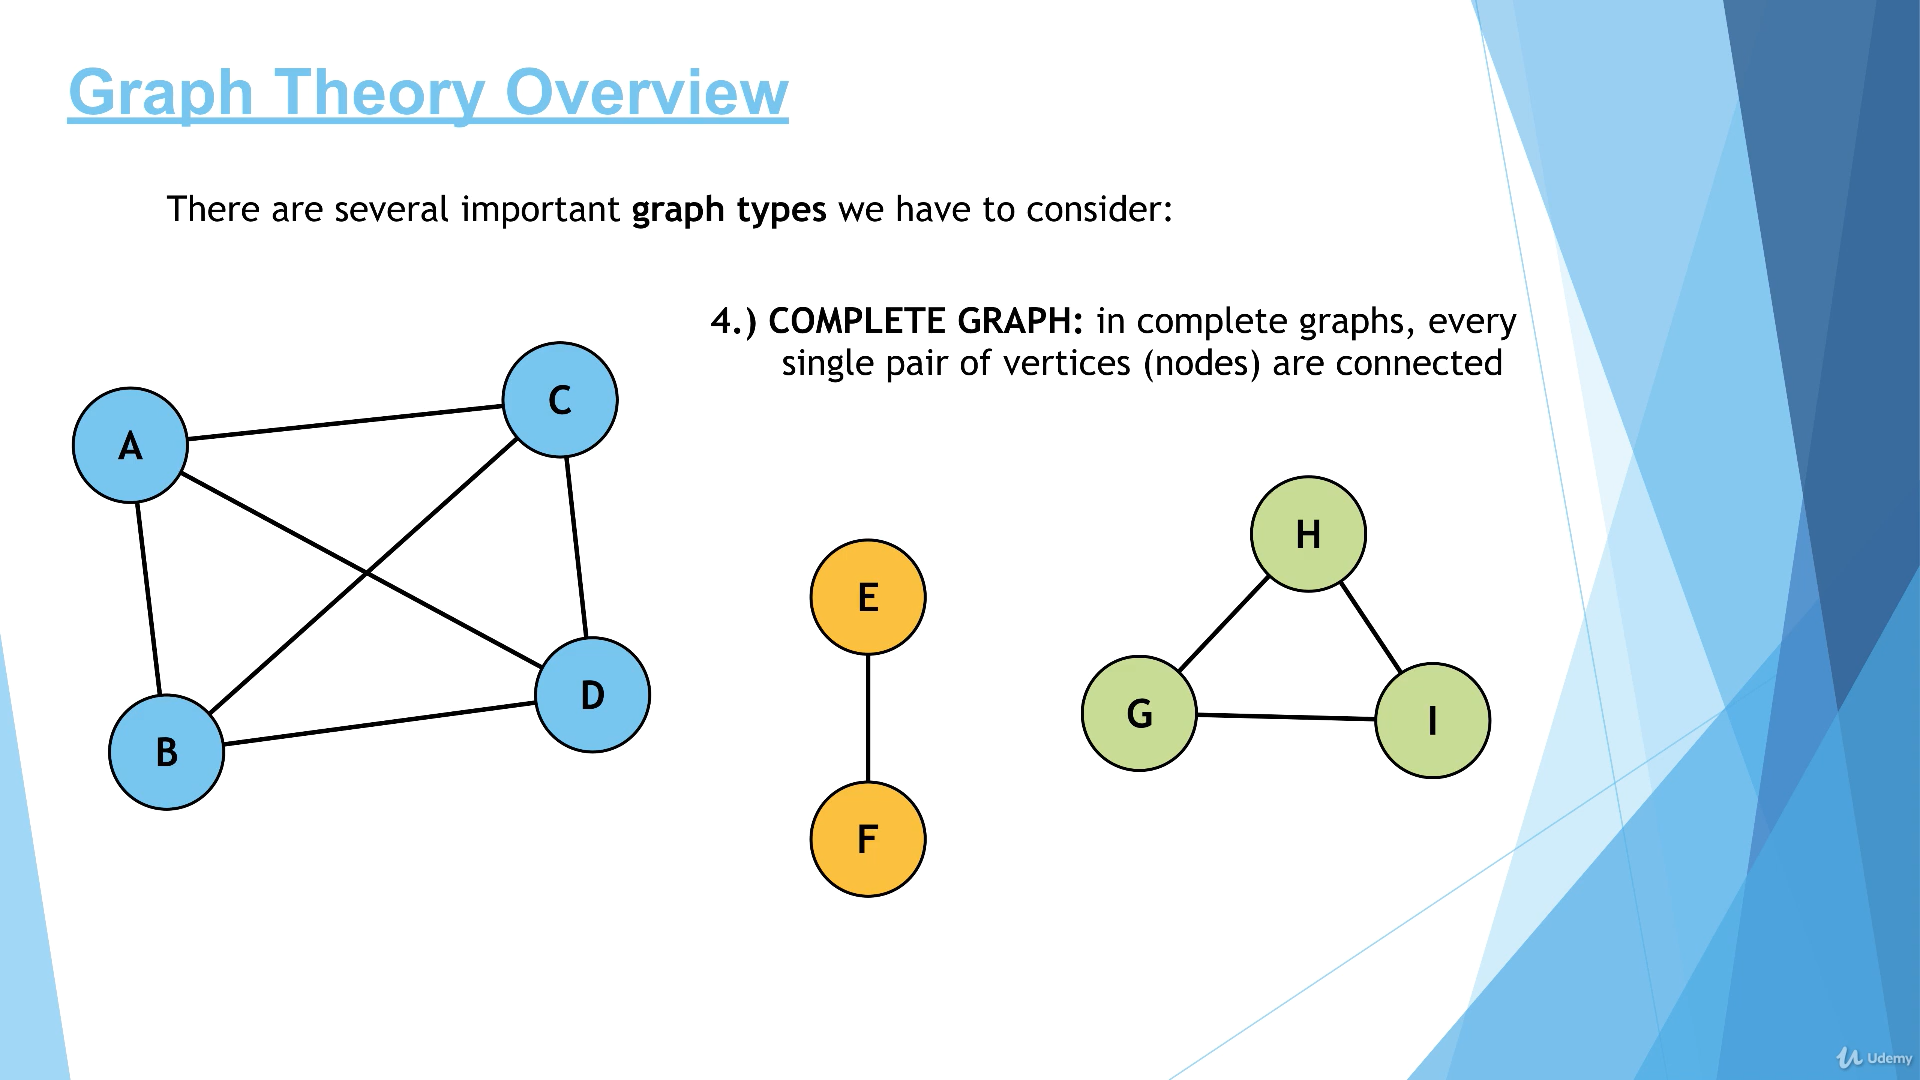 Graph Theory Overview
There are several important graph types we have to consider:
4.) COMPLETE GRAPH: in complete graphs, every
single pair of vertices (nodes) are connected
A
C
B
D
E
F
H
G
I
Udemy